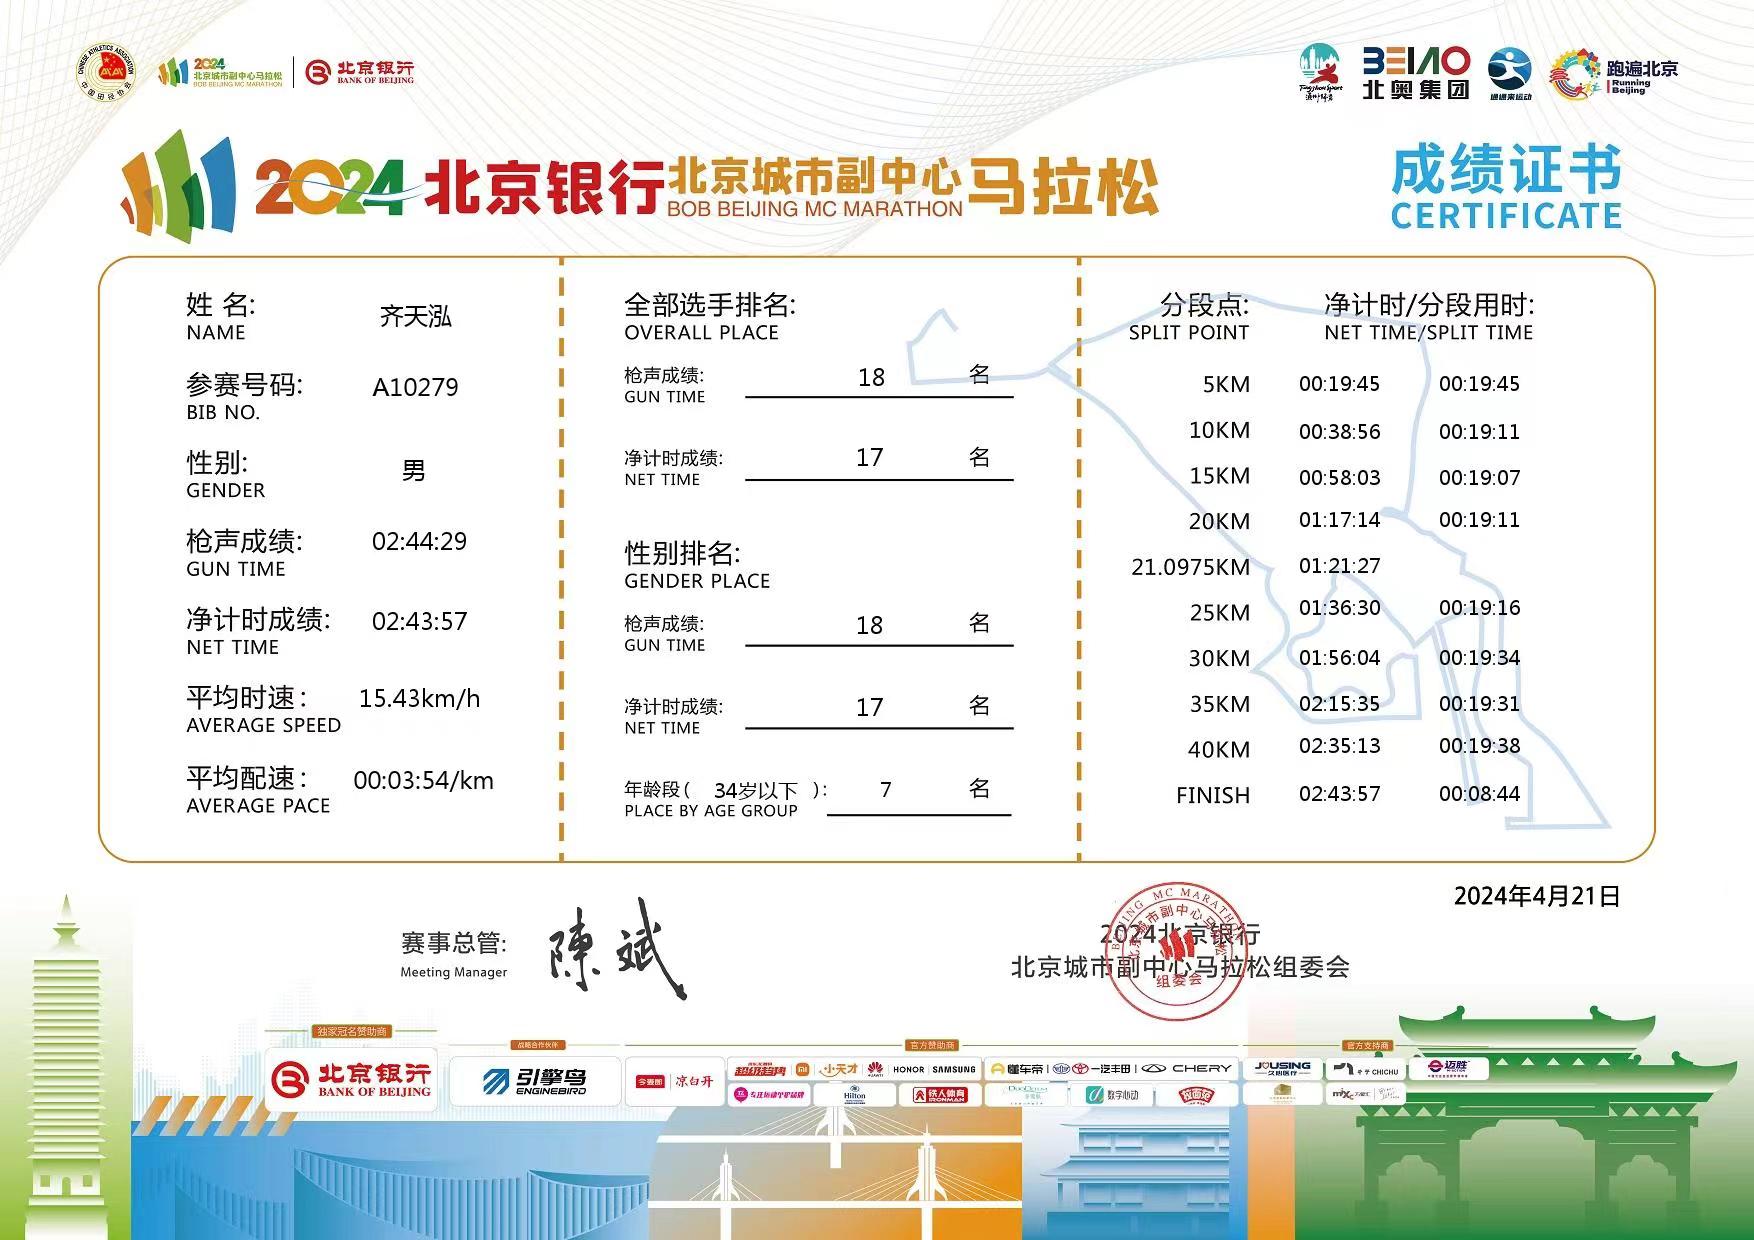 CHINESE ATHLETICS ASSOCIATION
中国田径协会
2024
北京城市副中心马拉松
BOB BEIJING MC MARATHON
北京银行
BANK OF BEIJING
BEIAO
北奥集团
通通来运动
跑遍北京
Running
Beijing
2024北京银行北京城市副中心马拉松
BOB BEIJING MC MARATHON
成绩证书
CERTIFICATE
姓 名: 齐天泓
NAME
参赛号码: A10279
BIB NO.
性别: 男
GENDER
枪声成绩: 02:44:29
GUN TIME
净计时成绩: 02:43:57
NET TIME
平均时速: 15.43km/h
AVERAGE SPEED
平均配速: 00:03:54/km
AVERAGE PACE
全部选手排名:
OVERALL PLACE
枪声成绩: 18 名
GUN TIME
净计时成绩: 17 名
NET TIME
性别排名:
GENDER PLACE
枪声成绩: 18 名
GUN TIME
净计时成绩: 17 名
NET TIME
年龄段( 34岁以下 ): 7 名
PLACE BY AGE GROUP
分段点: 净计时/分段用时:
SPLIT POINT NET TIME/SPLIT TIME
5KM 00:19:45 00:19:45
10KM 00:38:56 00:19:11
15KM 00:58:03 00:19:07
20KM 01:17:14 00:19:11
21.0975KM 01:21:27
25KM 01:36:30 00:19:16
30KM 01:56:04 00:19:34
35KM 02:15:35 00:19:31
40KM 02:35:13 00:19:38
FINISH 02:43:57 00:08:44
2024年4月21日
赛事总管: 陳斌
Meeting Manager
2024北京银行
北京城市副中心马拉松组委会
BEIJING MC MARATHON
北京城市副中心马拉松
组委会
独家冠名赞助商
北京银行
BANK OF BEIJING
战略合作伙伴
引擎鸟
ENGINEBIRD
官方赞助商
今麦郎 凉白开
小天才 HUAWEI HONOR SAMSUNG
懂车帝 一汽丰田 CHERY
Hilton
铁人体育
IRONMAN
数字心动
官方支持商
JOUSING
久心医疗
CHICHU
迈胜